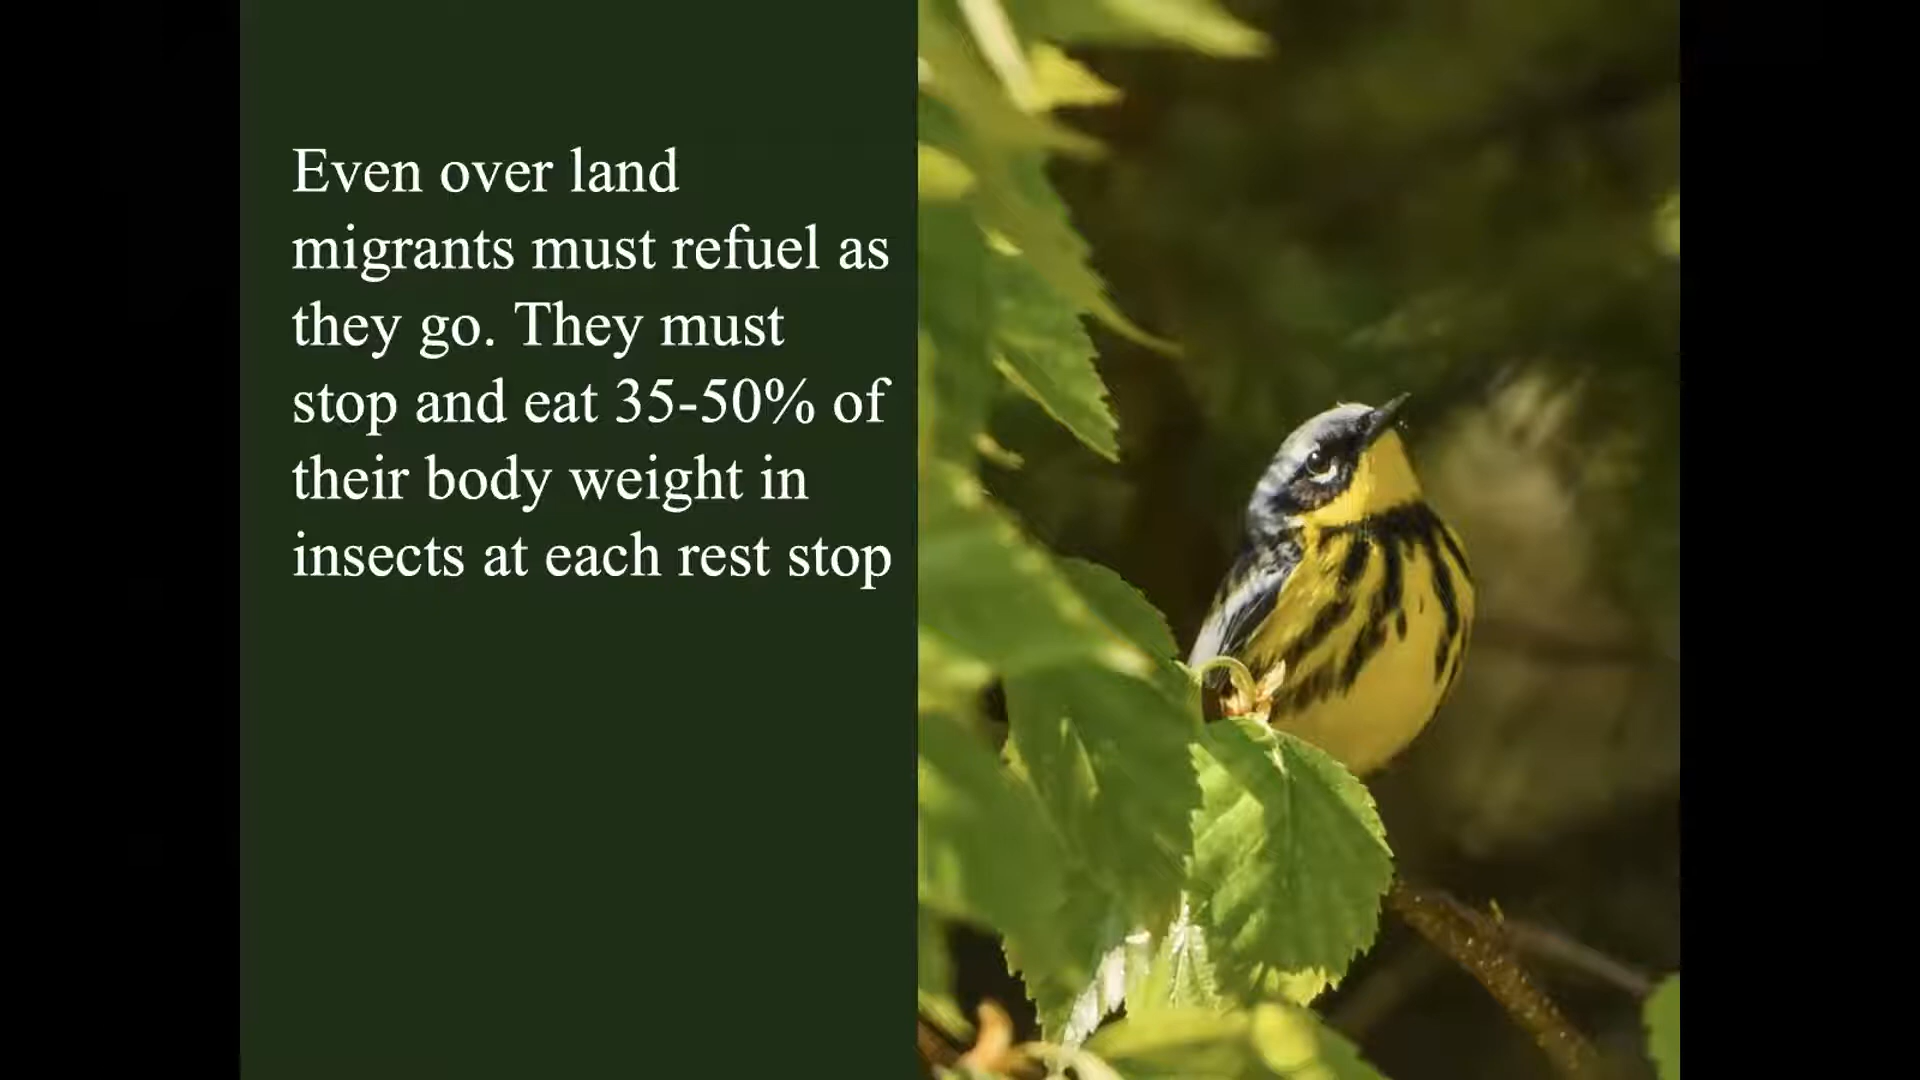 Even over land
migrants must refuel as
they go. They must
stop and eat 35-50% of
their body weight in
insects at each rest stop